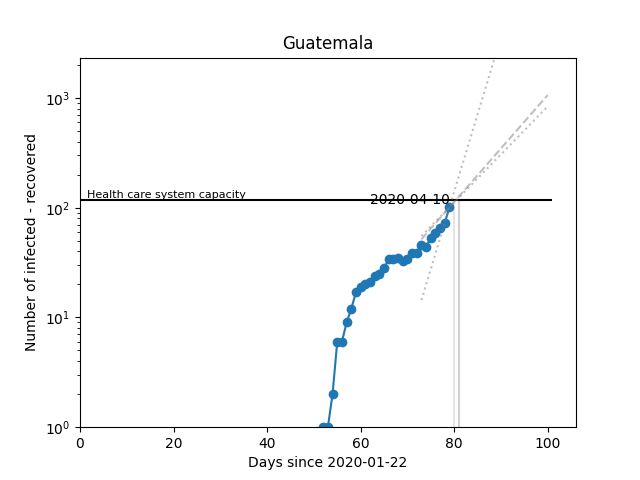 Guatemala
Number of infected - recovered
10³
10²
10¹
10⁰
Health care system capacity
2020-04-10
0 20 40 60 80 100
Days since 2020-01-22